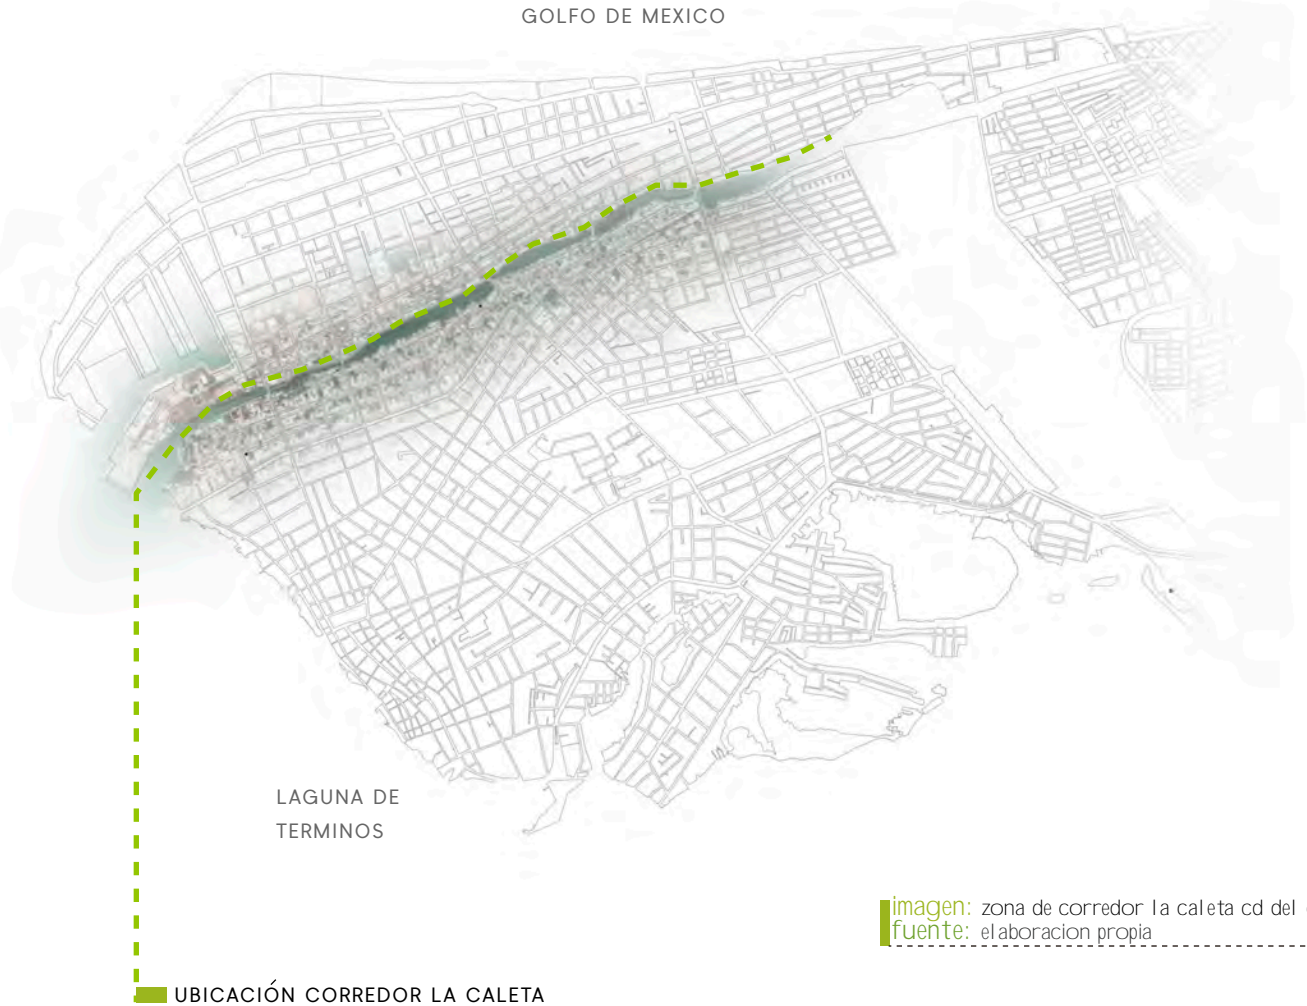 GOLFO DE MEXICO
LAGUNA DE
TERMINOS
imagen: zona de corredor la caleta cd del
fuente: elaboracion propia
UBICACIÓN CORREDOR LA CALETA